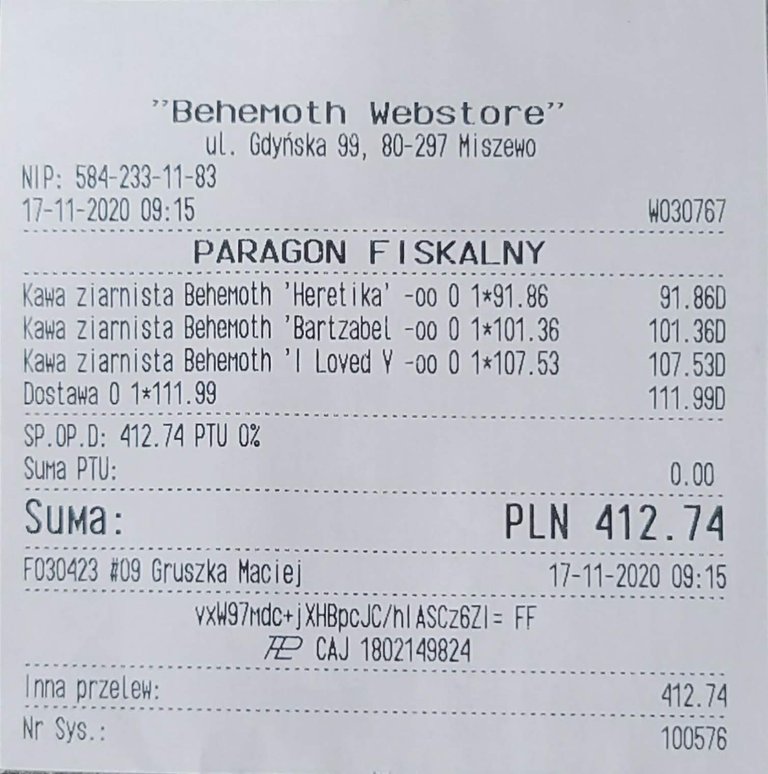 "Behemoth Webstore"
ul. Gdyńska 99, 80-297 Miszewo
NIP: 584-233-11-83
17-11-2020 09:15 W030767
PARAGON FISKALNY
Kawa ziarnista Behemoth 'Heretika' -oo 0 1*91.86 91.86D
Kawa ziarnista Behemoth 'Bartzabel -oo 0 1*101.36 101.36D
Kawa ziarnista Behemoth 'I Loved Y -oo 0 1*107.53 107.53D
Dostawa 0 1*111.99 111.99D
SP.OP.D: 412.74 PTU 0%
Suma PTU: 0.00
Suma: PLN 412.74
F030423 #09 Gruszka Maciej 17-11-2020 09:15
vxW97mdc+jXHBpcJC/hIASCz6ZI= FF
CAJ 1802149824
Inna przelew: 412.74
Nr Sys.: 100576